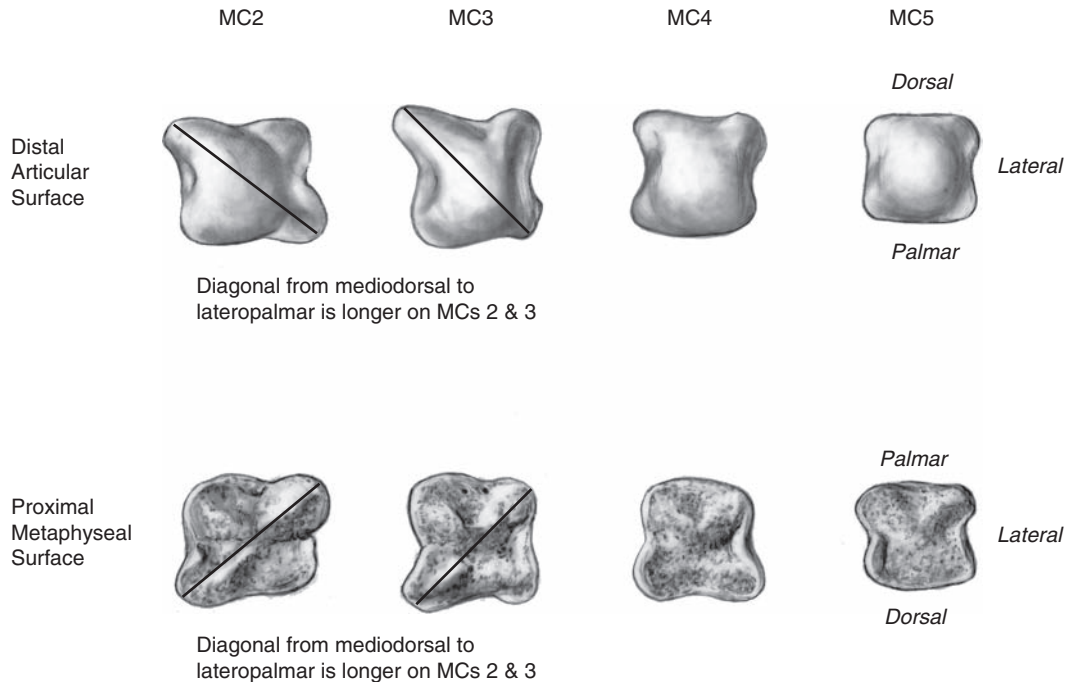 MC2 MC3 MC4 MC5
Dorsal
Distal
Articular
Surface
Lateral
Palmar
Diagonal from mediodorsal to
lateropalmar is longer on MCs 2 & 3
Palmar
Proximal
Metaphyseal
Surface
Lateral
Dorsal
Diagonal from mediodorsal to
lateropalmar is longer on MCs 2 & 3